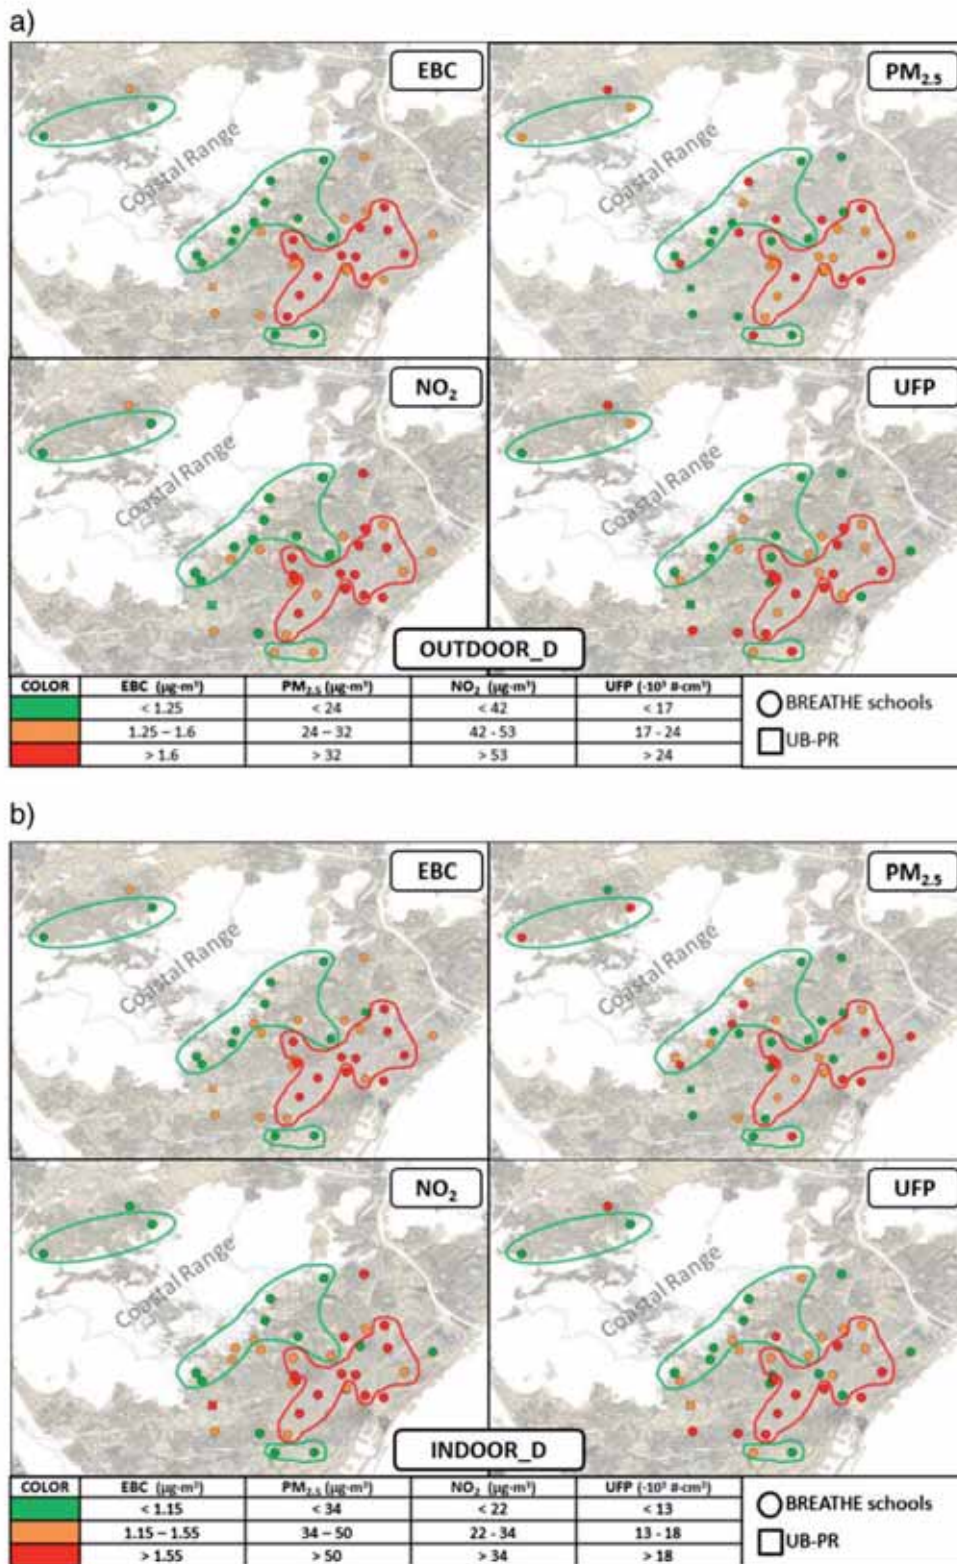 a)
EBC
PM2.5
Coastal Range
Coastal Range
NO2
UFP
Coastal Range
Coastal Range
OUTDOOR_D
COLOR EBC (µg·m³) PM2.5 (µg·m³) NO2 (µg·m³) UFP (·10³ #·cm³)
< 1.25 < 24 < 42 < 17
1.25 – 1.6 24 – 32 42 - 53 17 - 24
> 1.6 > 32 > 53 > 24
BREATHE schools
UB-PR
b)
EBC
PM2.5
Coastal Range
Coastal Range
NO2
UFP
Coastal Range
Coastal Range
INDOOR_D
COLOR EBC (µg·m³) PM2.5 (µg·m³) NO2 (µg·m³) UFP (·10³ #·cm³)
< 1.15 < 34 < 22 < 13
1.15 – 1.55 34 – 50 22 - 34 13 - 18
> 1.55 > 50 > 34 > 18
BREATHE schools
UB-PR